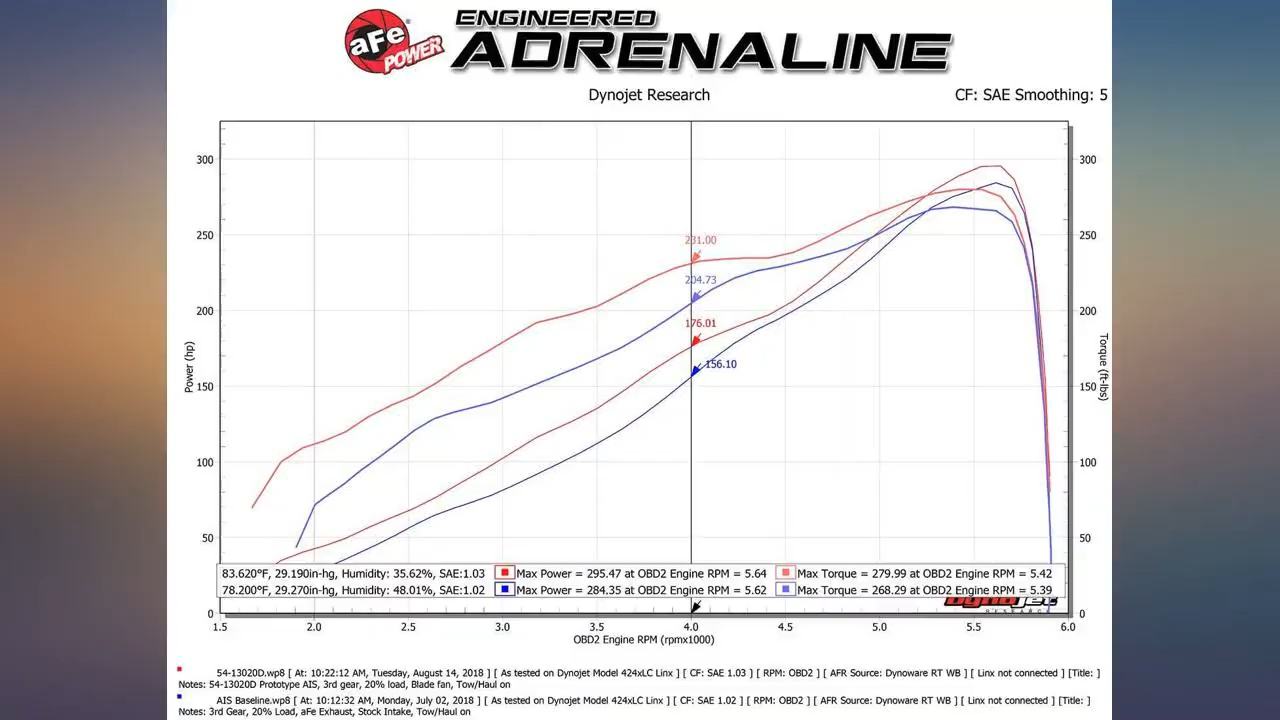 aFe POWER
ENGINEERED
ADRENALINE
Dynojet Research
CF: SAE Smoothing: 5
300 300
231.00
250 250
204.73
200 200
176.01
Power (hp)
Torque (ft-lbs)
156.10
150 150
100 100
50 50
83.620°F, 29.190in-hg, Humidity: 35.62%, SAE:1.03 Max Power = 295.47 at OBD2 Engine RPM = 5.64 Max Torque = 279.99 at OBD2 Engine RPM = 5.42
78.200°F, 29.270in-hg, Humidity: 48.01%, SAE:1.02 Max Power = 284.35 at OBD2 Engine RPM = 5.62 Max Torque = 268.29 at OBD2 Engine RPM = 5.39
dynojet
RESEARCH
0 0
1.5 2.0 2.5 3.0 3.5 4.0 4.5 5.0 5.5 6.0
OBD2 Engine RPM (rpmx1000)
54-13020D.wp8 [ At: 10:22:12 AM, Tuesday, August 14, 2018 ] [ As tested on Dynojet Model 424xLC Linx ] [ CF: SAE 1.03 ] [ RPM: OBD2 ] [ AFR Source: Dynoware RT WB ] [ Linx not connected ] [Title: ]
Notes: 54-13020D Prototype AIS, 3rd gear, 20% load, Blade fan, Tow/Haul on
AIS Baseline.wp8 [ At: 10:12:32 AM, Monday, July 02, 2018 ] [ As tested on Dynojet Model 424xLC Linx ] [ CF: SAE 1.02 ] [ RPM: OBD2 ] [ AFR Source: Dynoware RT WB ] [ Linx not connected ] [Title: ]
Notes: 3rd Gear, 20% Load, aFe Exhaust, Stock Intake, Tow/Haul on